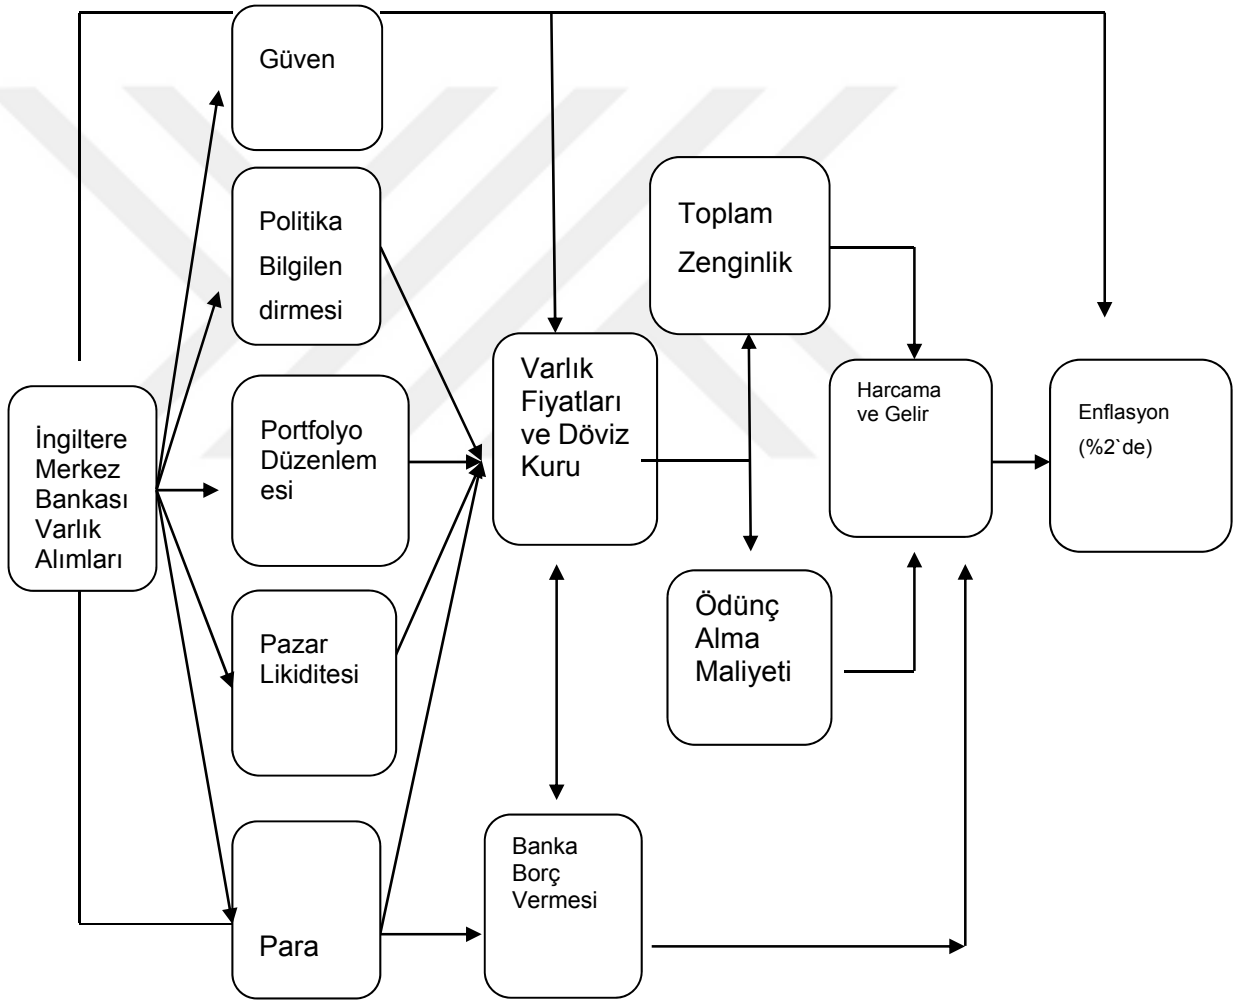 Güven
Politika
Bilgilen
dirmesi
Toplam
Zenginlik
İngiltere
Merkez
Bankası
Varlık
Alımları
Portfolyo
Düzenlem
esi
Varlık
Fiyatları
ve Döviz
Kuru
Harcama
ve Gelir
Enflasyon
(%2`de)
Pazar
Likiditesi
Ödünç
Alma
Maliyeti
Para
Banka
Borç
Vermesi